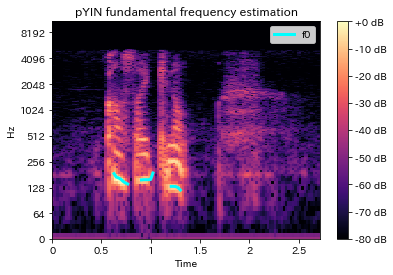 pYIN fundamental frequency estimation
f0
Hz
8192
4096
2048
1024
512
256
128
64
0
0
0.5
1
1.5
2
2.5
Time
+0 dB
-10 dB
-20 dB
-30 dB
-40 dB
-50 dB
-60 dB
-70 dB
-80 dB